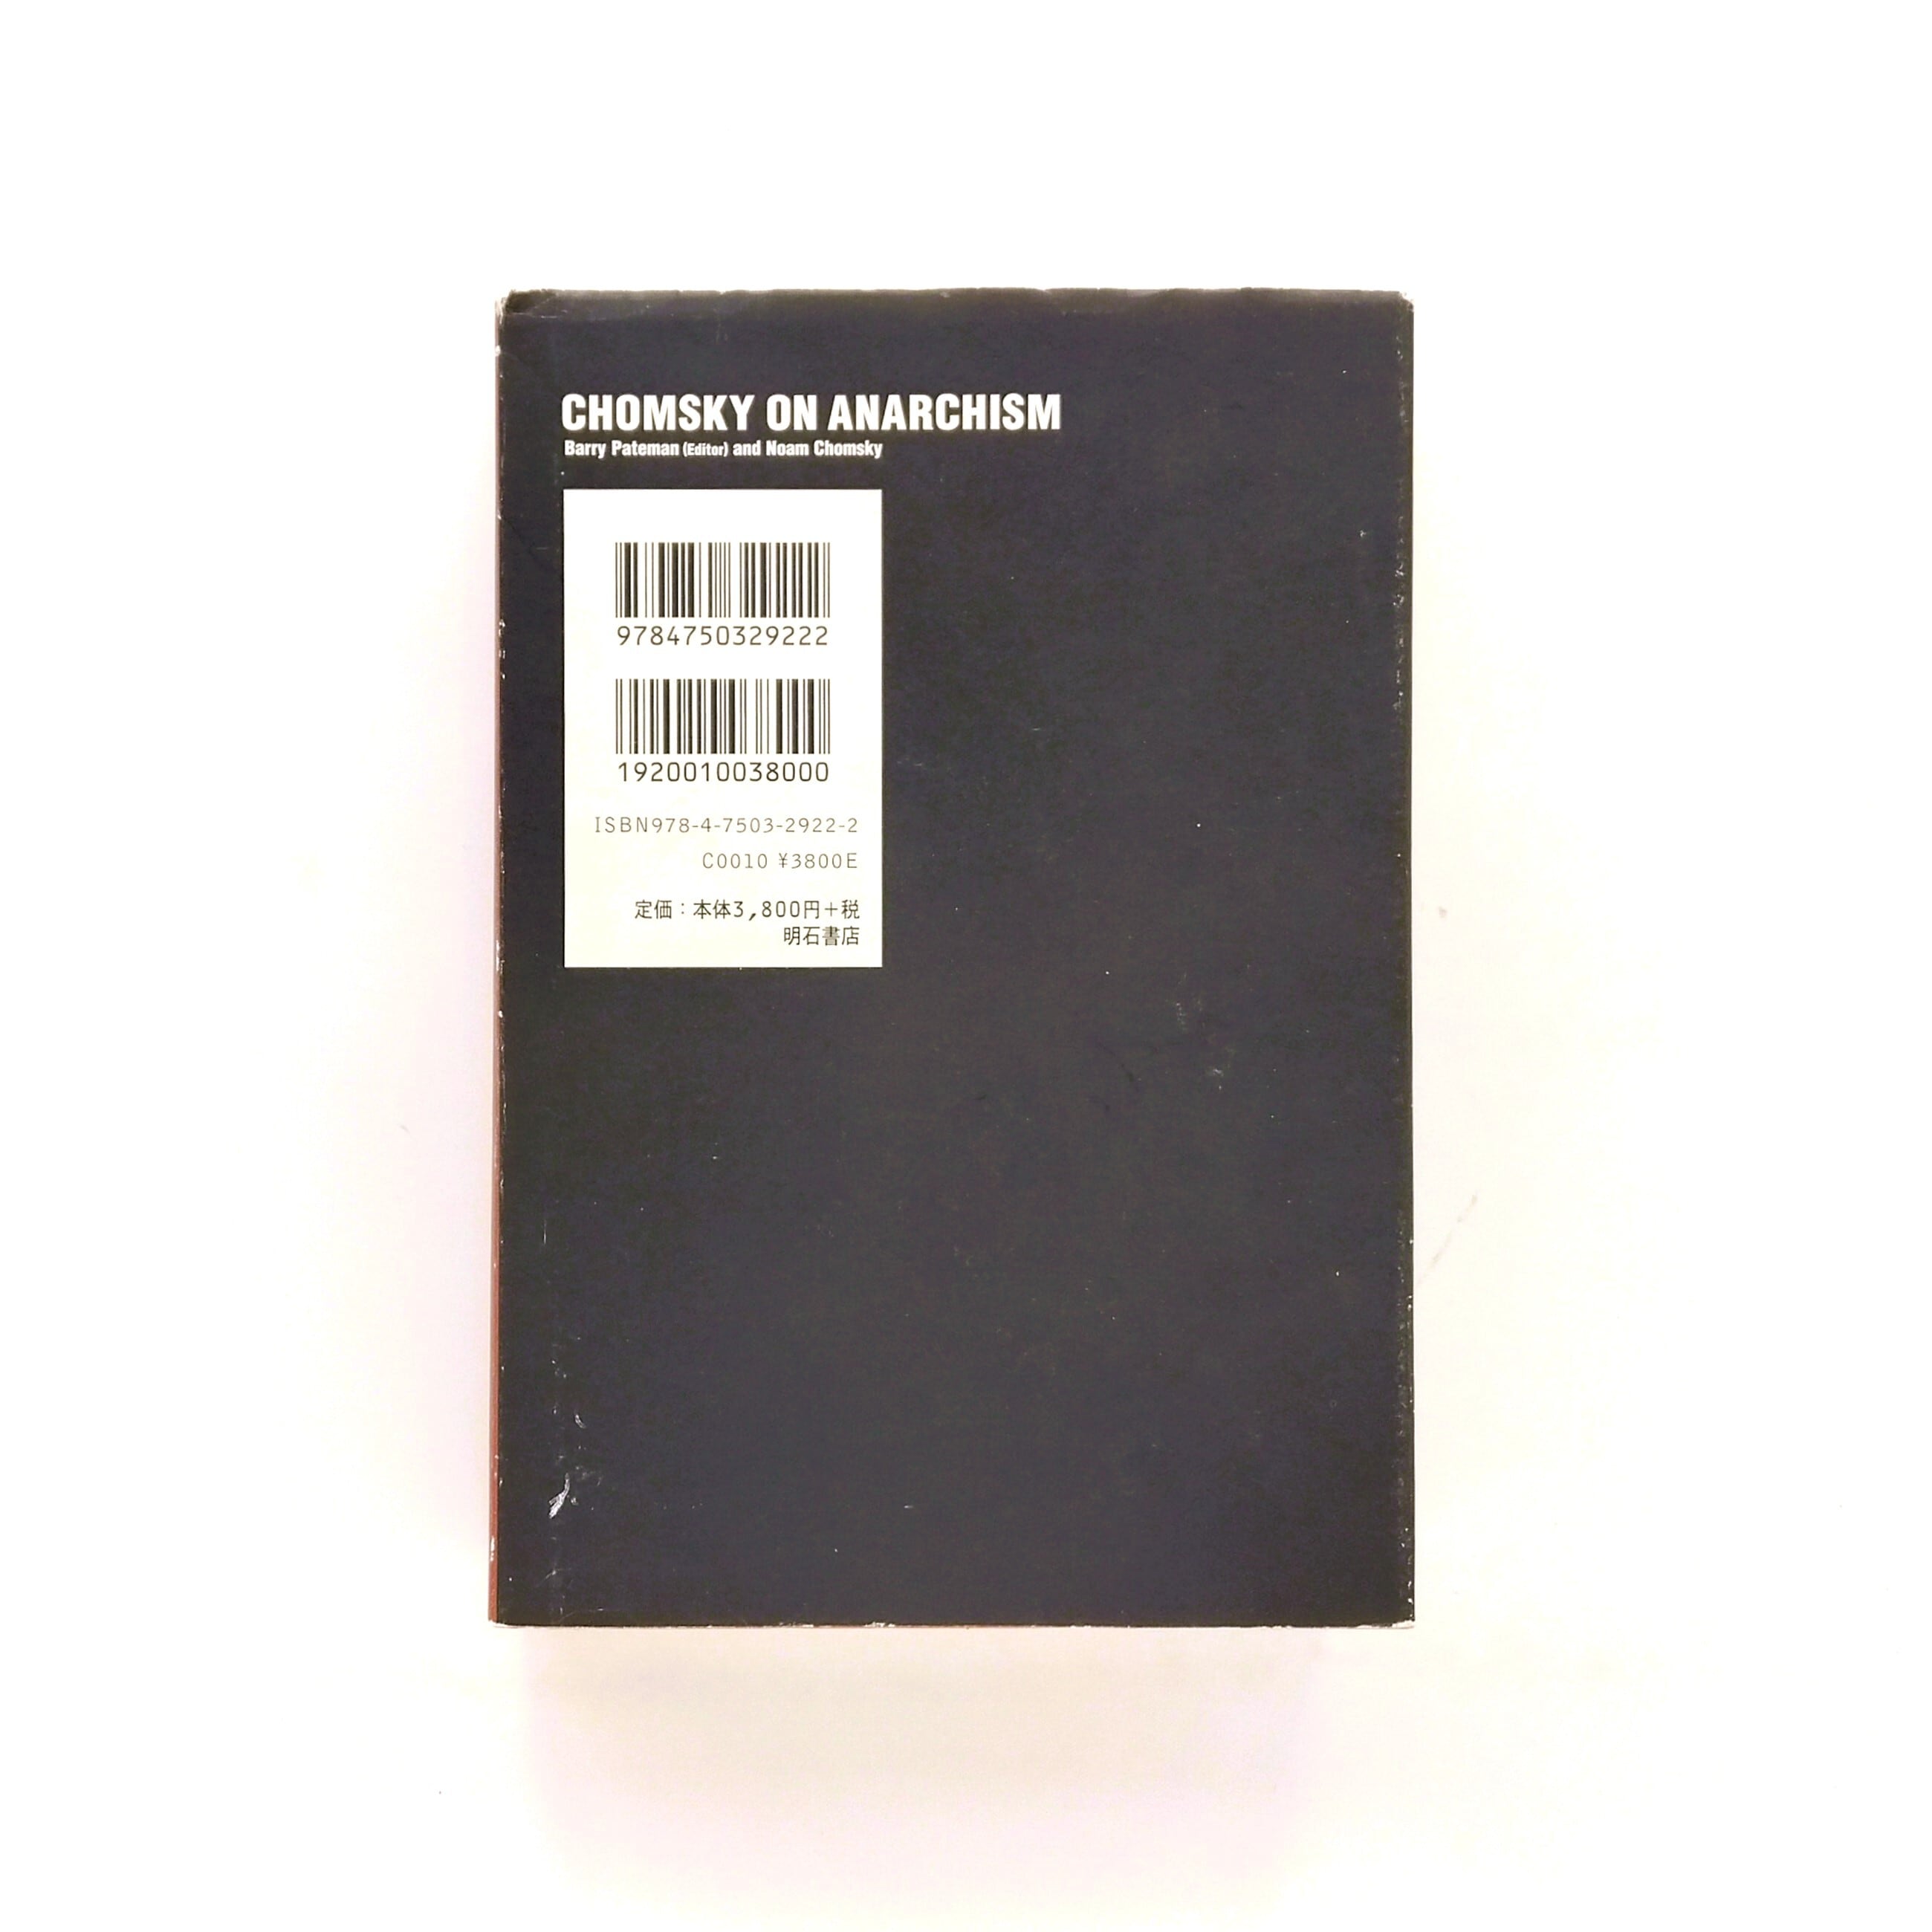 CHOMSKY ON ANARCHISM
Barry Pateman (Editor) and Noam Chomsky
9784750329222
1920010038000
ISBN978-4-7503-2922-2
C0010 ¥3800E
定価：本体3,800円＋税
明石書店